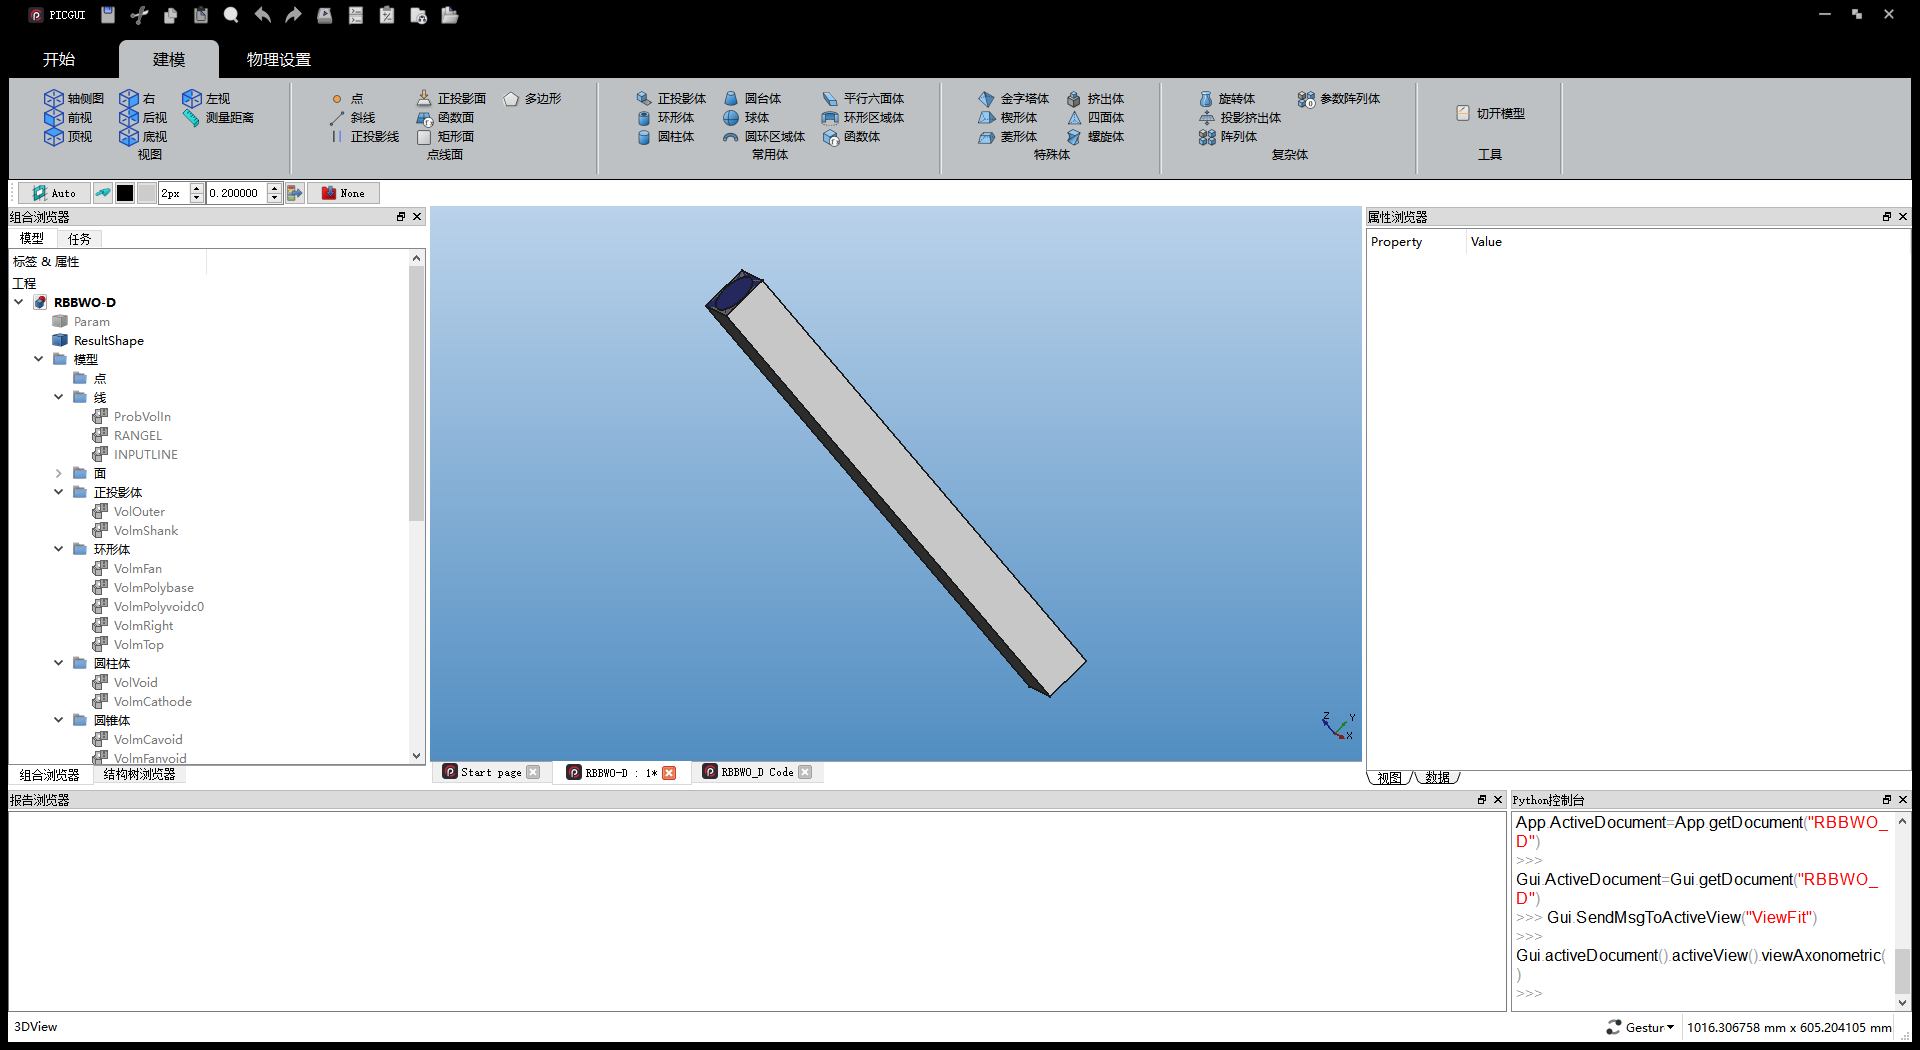 PICGUI
开始
建模
物理设置
轴侧图 右 左视
前视 后视 测量距离
顶视 底视
视图
点 正投影面 多边形
斜线 函数面
正投影线 矩形面
点线面
正投影体 圆台体 平行六面体
环形体 球体 环形区域体
圆柱体 圆环区域体 函数体
常用体
金字塔体 挤出体
楔形体 四面体
菱形体 螺旋体
特殊体
旋转体 参数阵列体
投影挤出体
阵列体
复杂体
切开模型
工具
Auto 2px 0.200000 None
组合浏览器
模型 任务
标签 & 属性
工程
RBBWO-D
Param
ResultShape
模型
点
线
ProbVolIn
RANGEL
INPUTLINE
面
正投影体
VolOuter
VolmShank
环形体
VolmFan
VolmPolybase
VolmPolyvoidc0
VolmRight
VolmTop
圆柱体
VolVoid
VolmCathode
圆锥体
VolmCavoid
VolmFanvoid
组合浏览器 结构树浏览器
Z Y
X
Start page RBBWO-D : 1* RBBWO_D Code
属性浏览器
Property Value
视图 数据
报告浏览器
Python控制台
App.ActiveDocument=App.getDocument("RBBWO_
D")
>>>
Gui.ActiveDocument=Gui.getDocument("RBBWO_
D")
>>> Gui.SendMsgToActiveView("ViewFit")
>>>
Gui.activeDocument().activeView().viewAxonometric(
)
>>>
3DView
Gestur 1016.306758 mm x 605.204105 mm